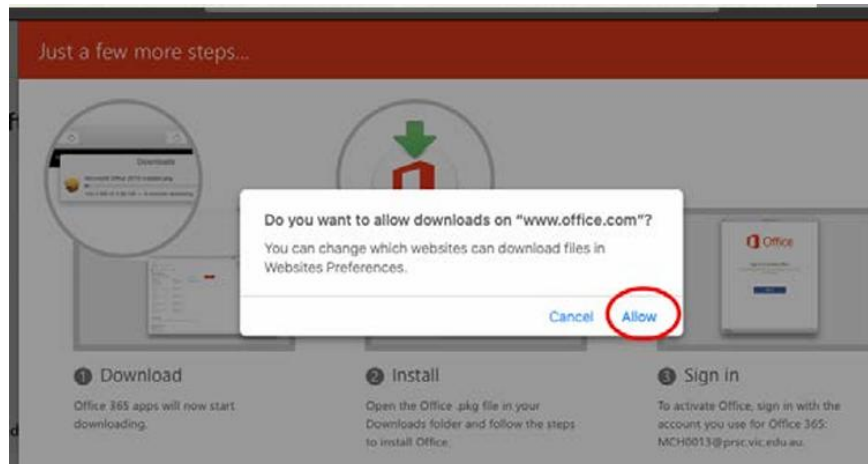 Just a few more steps...
Downloads
Do you want to allow downloads on “www.office.com”?
You can change which websites can download files in
Websites Preferences.
Cancel
Allow
Office
1 Download
Office 365 apps will now start
downloading.
2 Install
Open the Office .pkg file in your
Downloads folder and follow the steps
to install Office.
3 Sign in
To activate Office, sign in with the
account you use for Office 365:
MCH0013@prsc.vic.edu.au.